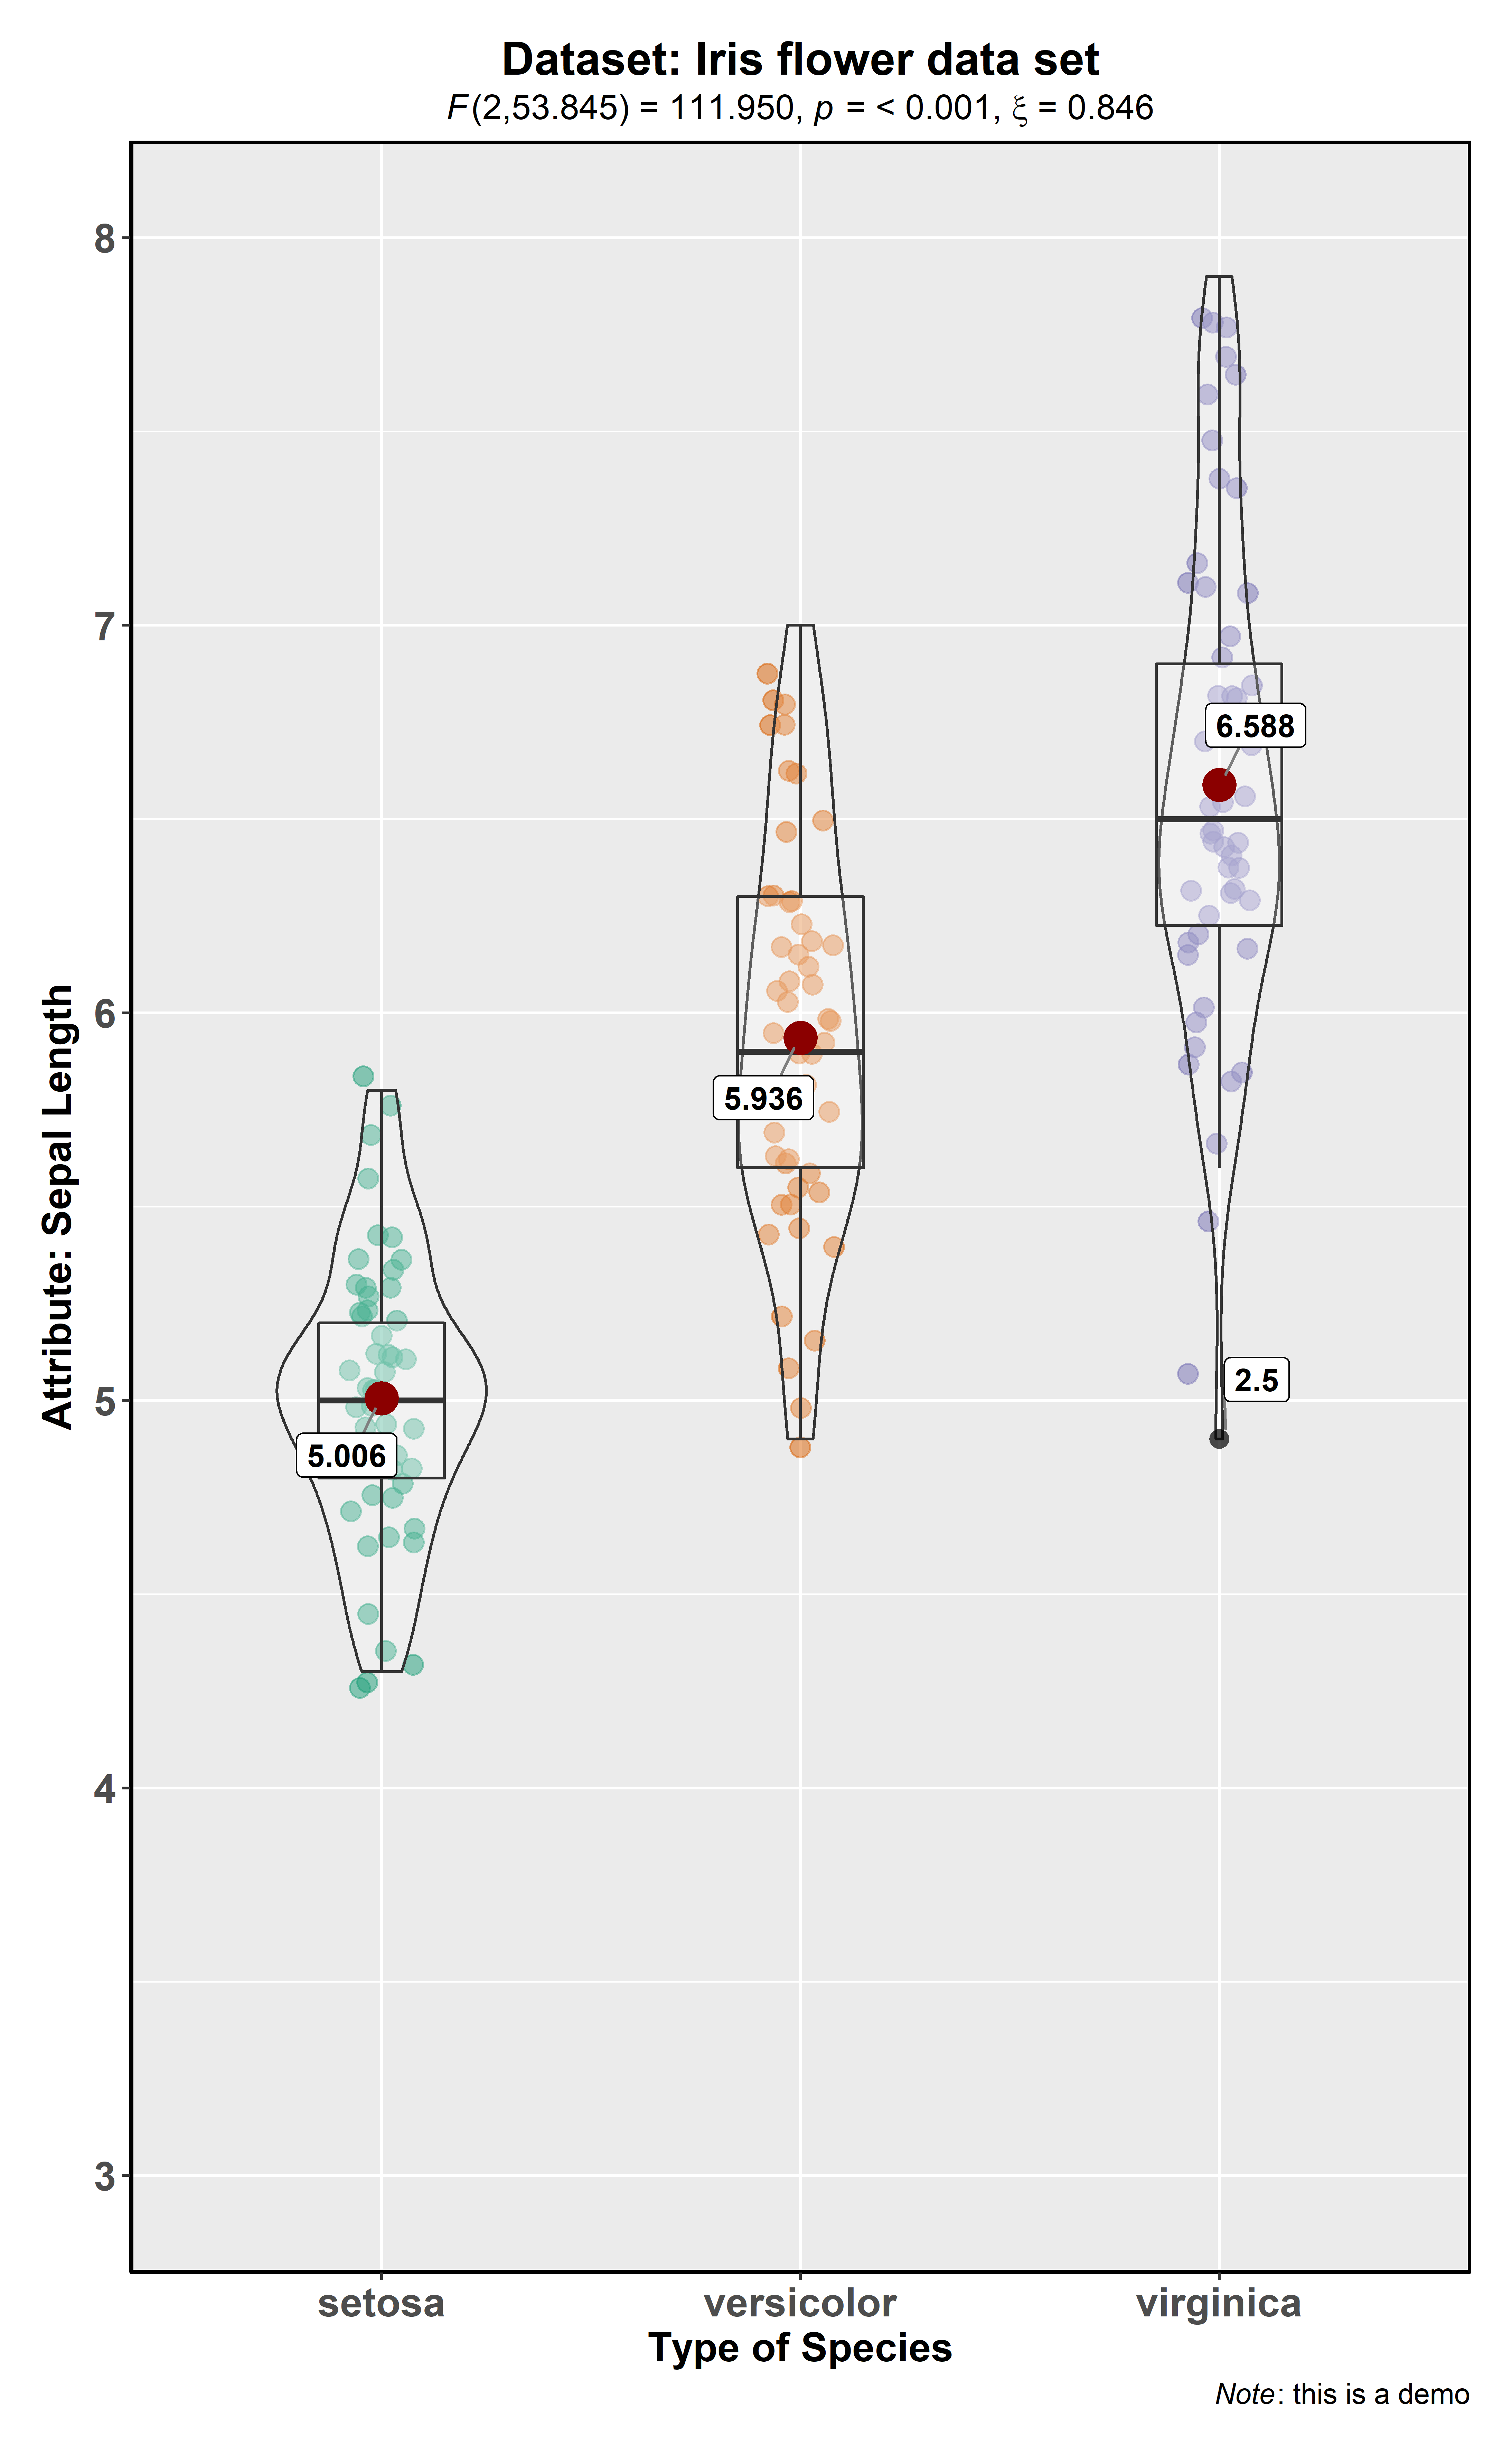 Dataset: Iris flower data set
F(2,53.845) = 111.950, p = < 0.001, ξ = 0.846
Attribute: Sepal Length
8
7
6
5
4
3
6.588
5.936
5.006
2.5
setosa versicolor virginica
Type of Species
Note: this is a demo